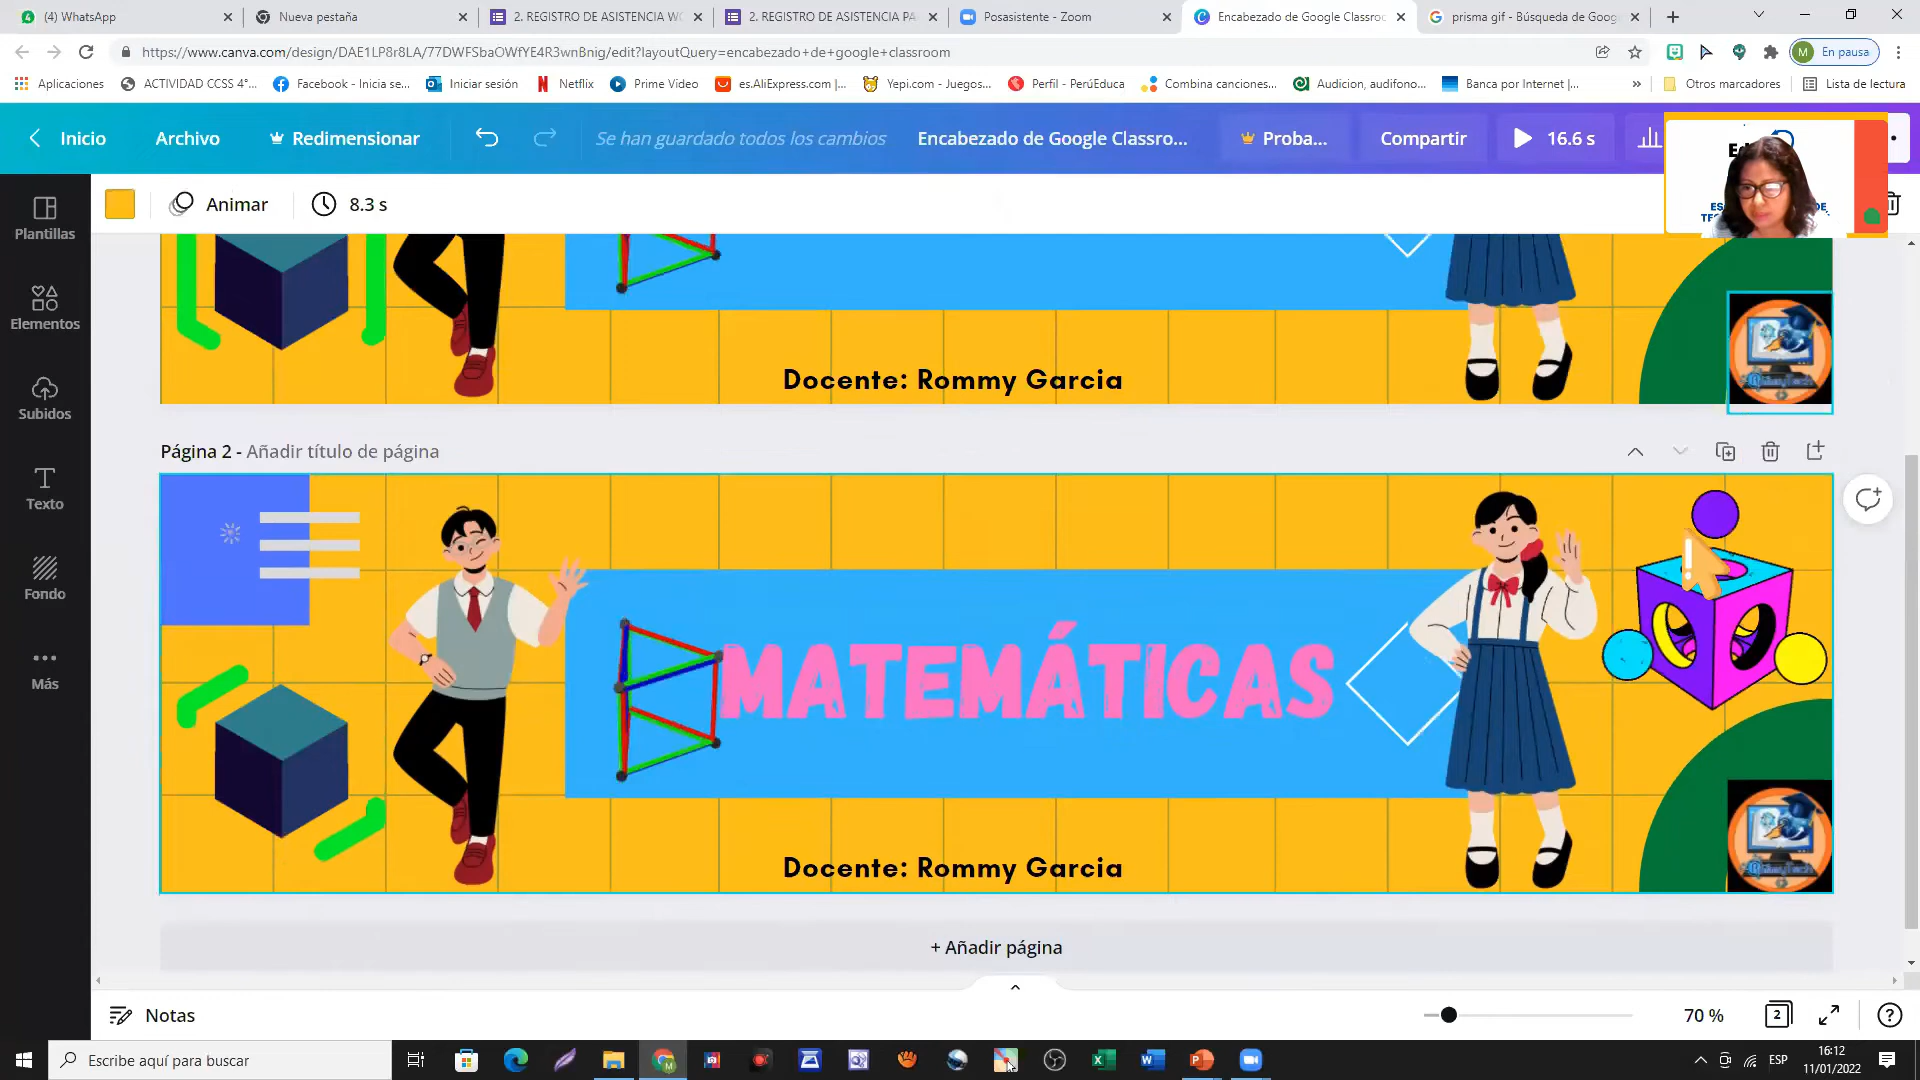 (4) WhatsApp
Nueva pestaña
2. REGISTRO DE ASISTENCIA WO
2. REGISTRO DE ASISTENCIA PA
Posasistente - Zoom
Encabezado de Google Classroo
prisma gif - Búsqueda de Goog
https://www.canva.com/design/DAE1LP8r8LA/77DWFSbaOWfYE4R3wnBnig/edit?layoutQuery=encabezado+de+google+classroom
M En pausa
Aplicaciones
ACTIVIDAD CCSS 4°...
Facebook - Inicia se...
Iniciar sesión
Netflix
Prime Video
es.AliExpress.com |...
Yepi.com - Juegos...
Perfil - PerúEduca
Combina canciones...
Audicion, audifono...
Banca por Internet |...
»
Otros marcadores
Lista de lectura
Inicio
Archivo
Redimensionar
Se han guardado todos los cambios
Encabezado de Google Classro...
Proba...
Compartir
16.6 s
Animar
8.3 s
Plantillas
Elementos
Subidos
Texto
Fondo
Más
Docente: Rommy Garcia
Página 2 - Añadir título de página
MATEMÁTICAS
Docente: Rommy Garcia
+ Añadir página
Notas
70 %
2
Escribe aquí para buscar
ESP
16:12
11/01/2022